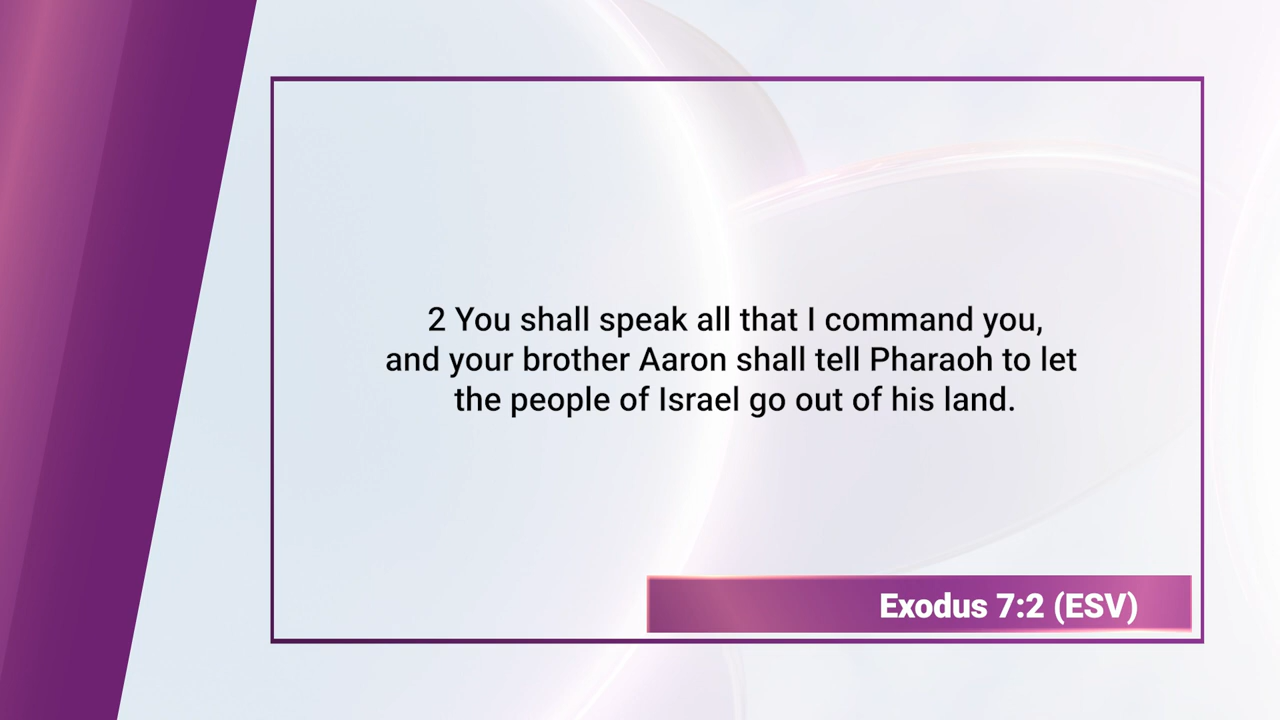 2 You shall speak all that I command you,
and your brother Aaron shall tell Pharaoh to let
the people of Israel go out of his land.
Exodus 7:2 (ESV)